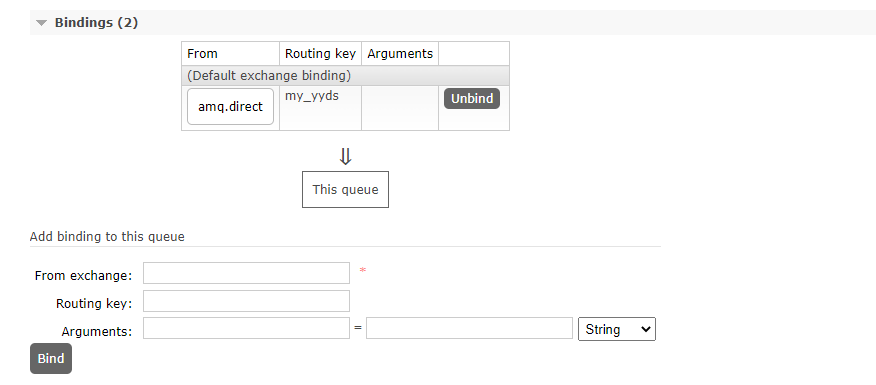 Bindings (2)
From Routing key Arguments
(Default exchange binding)
amq.direct my_yyds Unbind
⇓
This queue
Add binding to this queue
From exchange: *
Routing key:
Arguments: = String
Bind